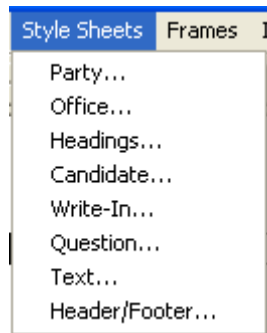 Style Sheets Frames
Party...
Office...
Headings...
Candidate...
Write-In...
Question...
Text...
Header/Footer...